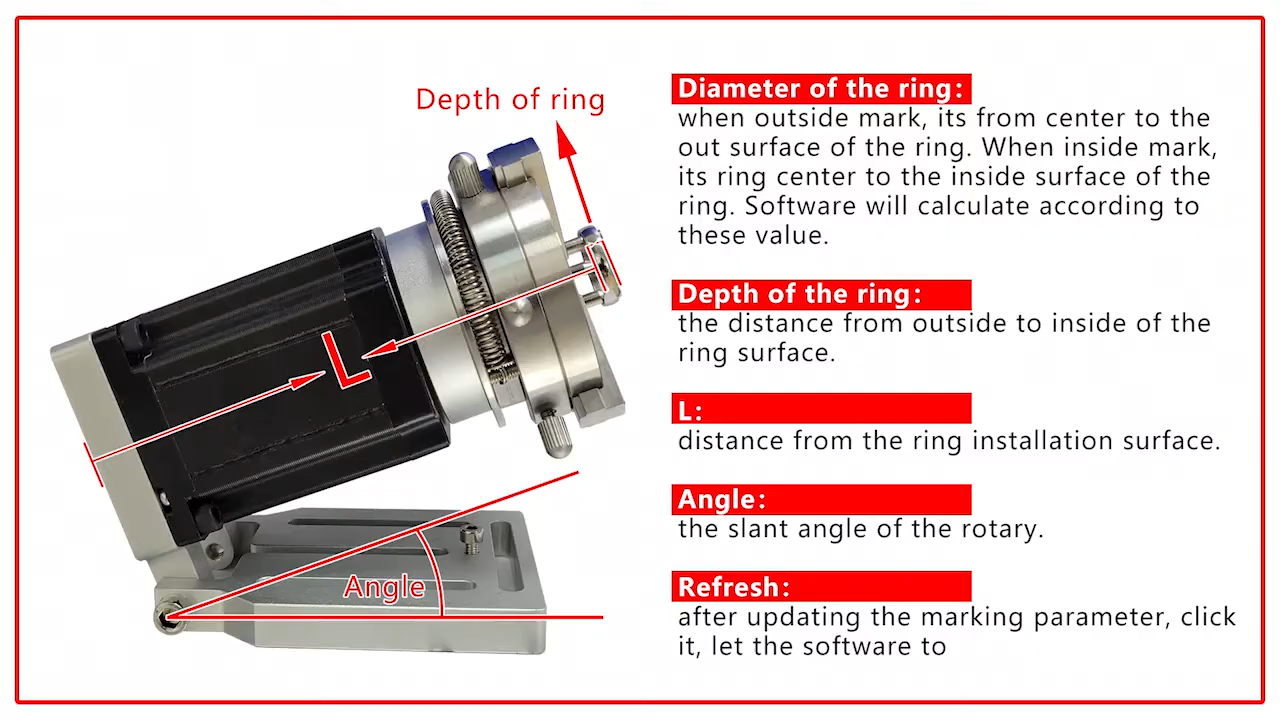 Depth of ring
L
Angle
Diameter of the ring:
when outside mark, its from center to the
out surface of the ring. When inside mark,
its ring center to the inside surface of the
ring. Software will calculate according to
these value.
Depth of the ring:
the distance from outside to inside of the
ring surface.
L:
distance from the ring installation surface.
Angle:
the slant angle of the rotary.
Refresh:
after updating the marking parameter, click
it, let the software to